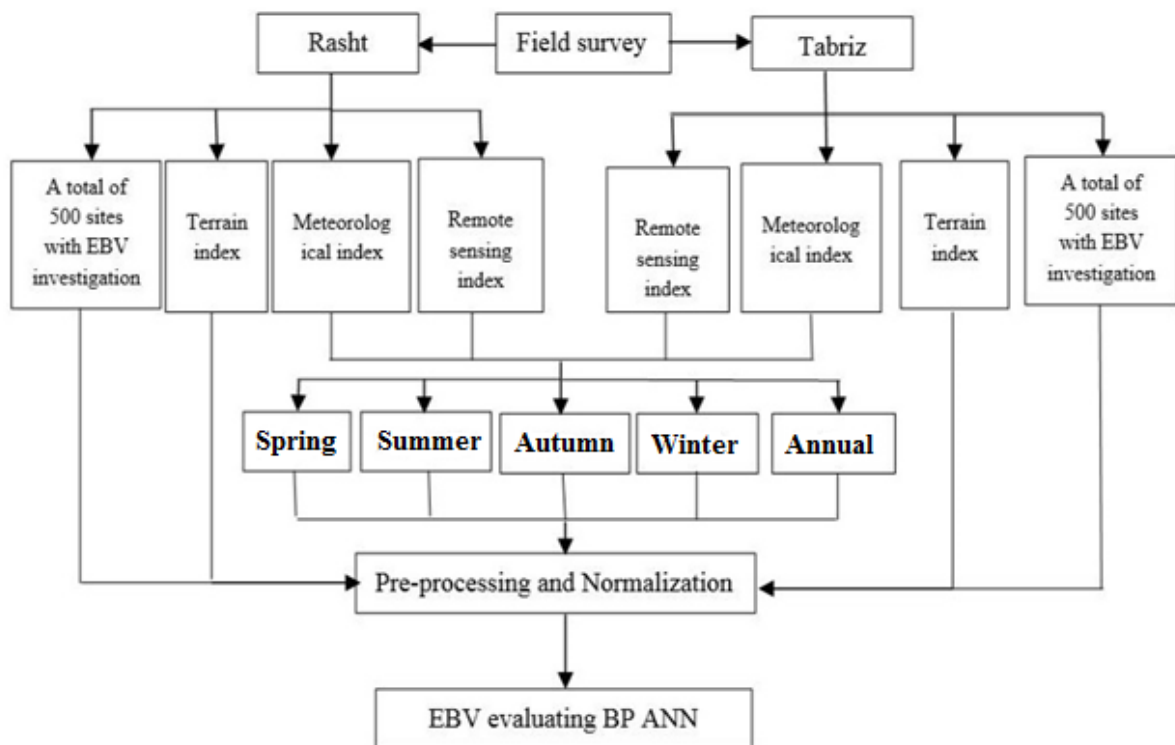 Rasht
Field survey
Tabriz
A total of
500 sites
with EBV
investigation
Terrain
index
Meteorolog
ical index
Remote
sensing
index
Remote
sensing
index
Meteorolog
ical index
Terrain
index
A total of
500 sites
with EBV
investigation
Spring
Summer
Autumn
Winter
Annual
Pre-processing and Normalization
EBV evaluating BP ANN